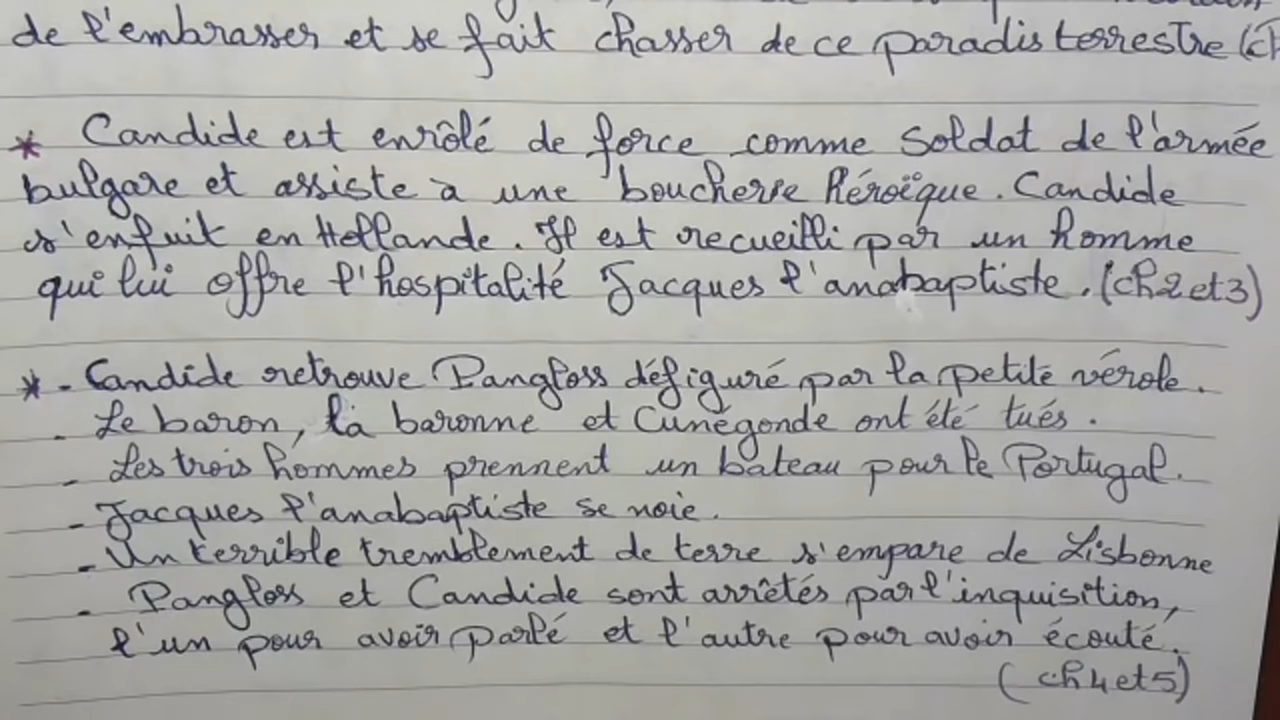 de l'embrasser et se fait chasser de ce paradis terrestre (ch
* Candide est enrôlé de force comme soldat de l'armée
bulgare et assiste à une boucherie héroïque. Candide
s'enfuit en Hollande. Il est recueilli par un homme
qui lui offre l'hospitalité Jacques l'anabaptiste. (ch2 et 3)
* - Candide retrouve Pangloss défiguré par la petite vérole.
- Le baron, la baronne et Cunégonde ont été tués.
- Les trois hommes prennent un bateau pour le Portugal.
- Jacques l'anabaptiste se noie.
- Un terrible tremblement de terre s'empare de Lisbonne
- Pangloss et Candide sont arrêtés par l'inquisition,
l'un pour avoir parlé et l'autre pour avoir écouté.
(ch4 et 5)